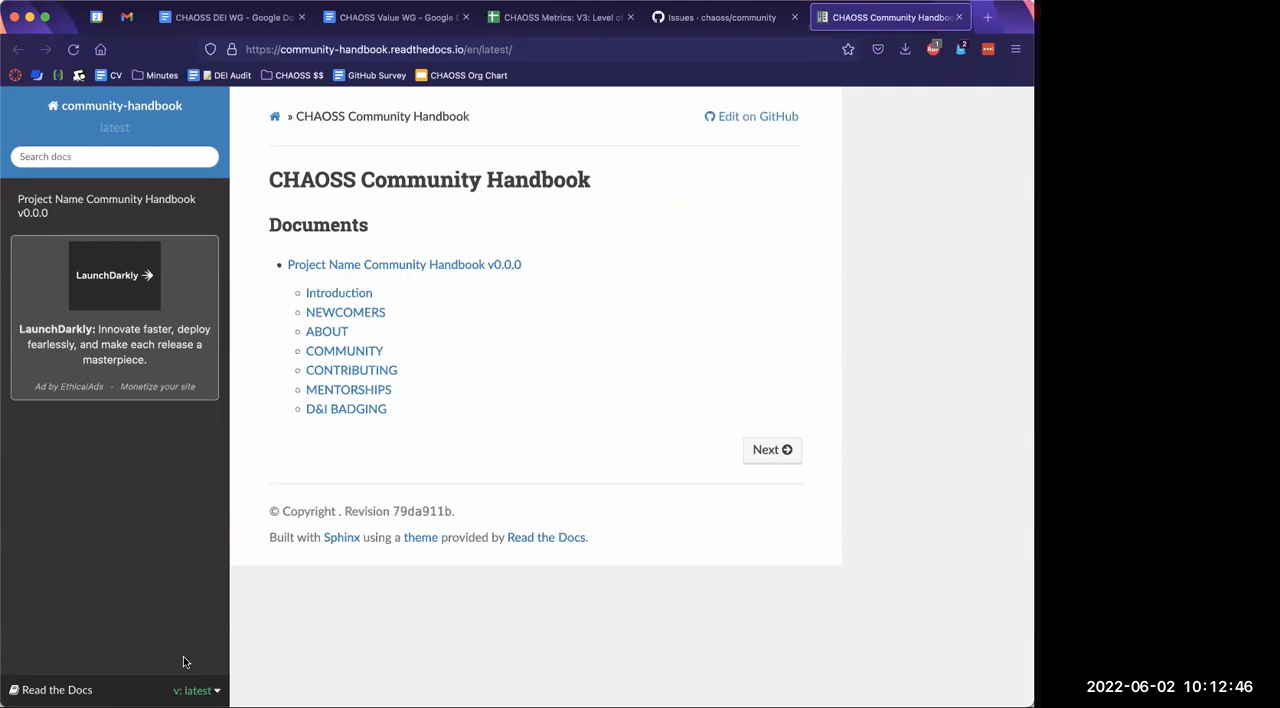 CHAOSS DEI WG - Google Do
CHAOSS Value WG - Google
CHAOSS Metrics: V3: Level of
Issues · chaoss/community
CHAOSS Community Handboo
https://community-handbook.readthedocs.io/en/latest/
CV
Minutes
DEI Audit
CHAOSS $$
GitHub Survey
CHAOSS Org Chart
community-handbook
latest
Search docs
Project Name Community Handbook
v0.0.0
LaunchDarkly
LaunchDarkly: Innovate faster, deploy
fearlessly, and make each release a
masterpiece.
Ad by EthicalAds · Monetize your site
Read the Docs
v: latest
» CHAOSS Community Handbook
Edit on GitHub
CHAOSS Community Handbook
Documents
Project Name Community Handbook v0.0.0
Introduction
NEWCOMERS
ABOUT
COMMUNITY
CONTRIBUTING
MENTORSHIPS
D&I BADGING
Next
© Copyright . Revision 79da911b.
Built with Sphinx using a theme provided by Read the Docs.
2022-06-02 10:12:46